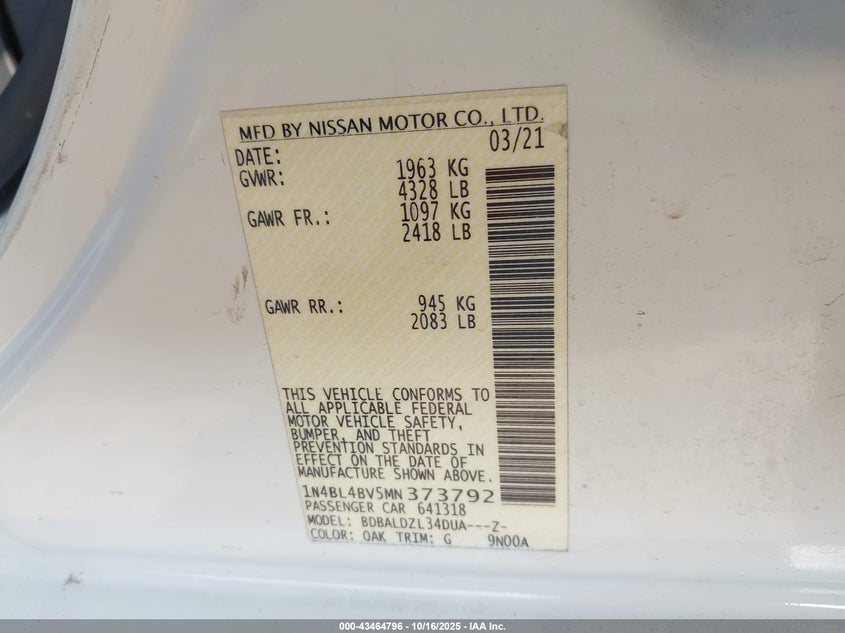 MFD BY NISSAN MOTOR CO., LTD.
DATE: 03/21
GVWR: 1963 KG
4328 LB
GAWR FR.: 1097 KG
2418 LB
GAWR RR.: 945 KG
2083 LB
THIS VEHICLE CONFORMS TO
ALL APPLICABLE FEDERAL
MOTOR VEHICLE SAFETY,
BUMPER, AND THEFT
PREVENTION STANDARDS IN
EFFECT ON THE DATE OF
MANUFACTURE SHOWN ABOVE.
1N4BL4BV5MN373792
PASSENGER CAR 641318
MODEL: BDBALDZL34DUA---Z-
COLOR: OAK TRIM: G 9N00A
000-43464796 - 10/16/2025 - IAA Inc.